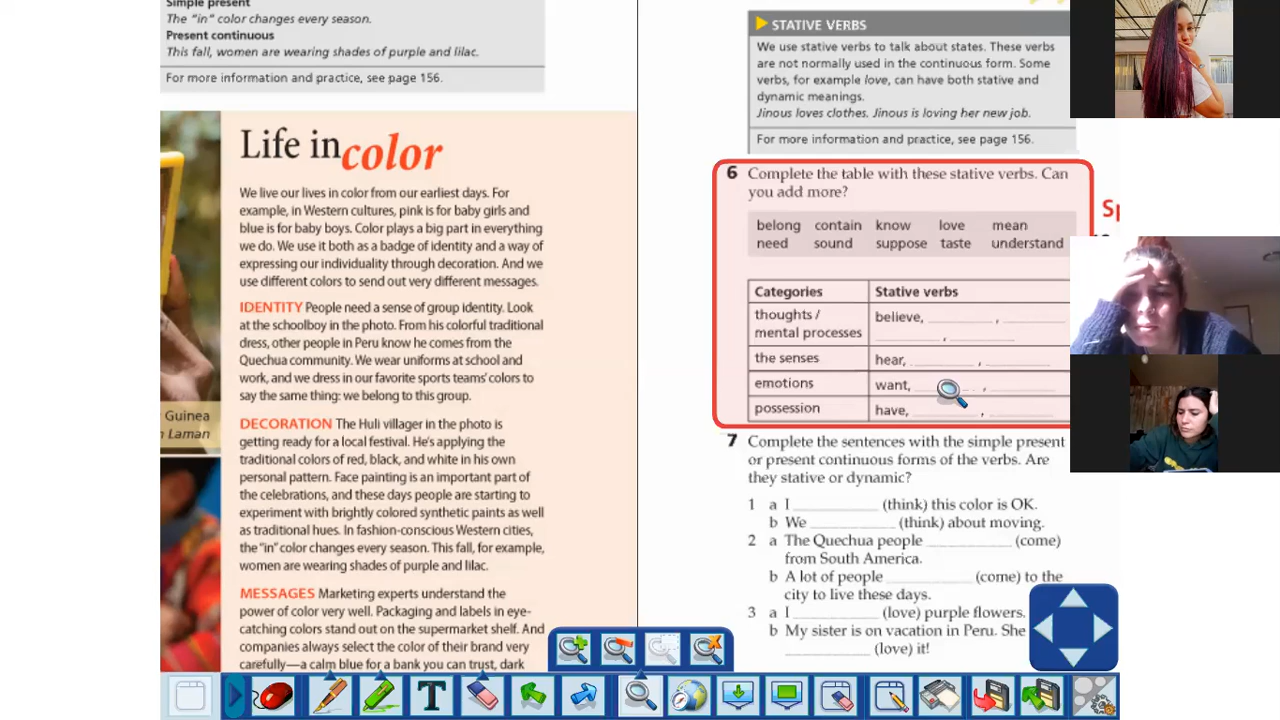 Simple present
The "in" color changes every season.
Present continuous
This fall, women are wearing shades of purple and lilac.
For more information and practice, see page 156.
Guinea
Laman
Life in color
We live our lives in color from our earliest days. For
example, in Western cultures, pink is for baby girls and
blue is for baby boys. Color plays a big part in everything
we do. We use it both as a badge of identity and a way of
expressing our individuality through decoration. And we
use different colors to send out very different messages.
IDENTITY People need a sense of group identity. Look
at the schoolboy in the photo. From his colorful traditional
dress, other people in Peru know he comes from the
Quechua community. We wear uniforms at school and
work, and we dress in our favorite sports teams' colors to
say the same thing: we belong to this group.
DECORATION The Huli villager in the photo is
getting ready for a local festival. He's applying the
traditional colors of red, black, and white in his own
personal pattern. Face painting is an important part of
the celebrations, and these days people are starting to
experiment with brightly colored synthetic paints as well
as traditional hues. In fashion-conscious Western cities,
the "in" color changes every season. This fall, for example,
women are wearing shades of purple and lilac.
MESSAGES Marketing experts understand the
power of color very well. Packaging and labels in eye-
catching colors stand out on the supermarket shelf. And
companies always select the color of their brand very
carefully—a calm blue for a bank you can trust, dark
STATIVE VERBS
We use stative verbs to talk about states. These verbs
are not normally used in the continuous form. Some
verbs, for example love, can have both stative and
dynamic meanings.
Jinous loves clothes. Jinous is loving her new job.
For more information and practice, see page 156.
6 Complete the table with these stative verbs. Can
you add more?
belong contain know love mean
need sound suppose taste understand
Categories Stative verbs
thoughts / believe, ________ , ________
mental processes ________ , ________
the senses hear, ________ , ________
emotions want, ________ , ________
possession have, ________ , ________
7 Complete the sentences with the simple present
or present continuous forms of the verbs. Are
they stative or dynamic?
1 a I ________ (think) this color is OK.
b We ________ (think) about moving.
2 a The Quechua people ________ (come)
from South America.
b A lot of people ________ (come) to the
city to live these days.
3 a I ________ (love) purple flowers.
b My sister is on vacation in Peru. She
________ (love) it!
T